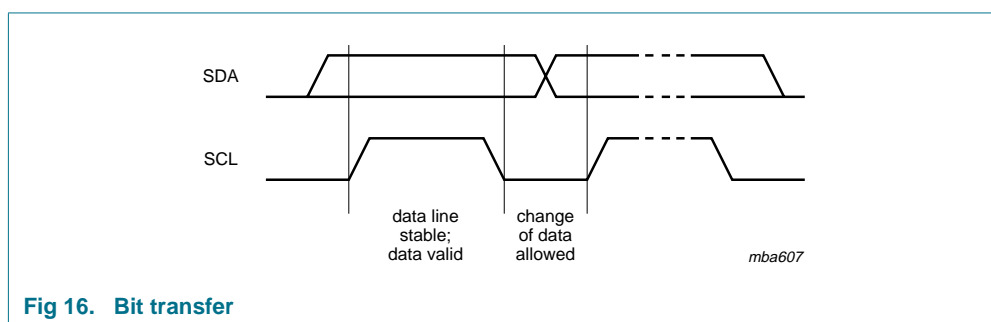 SDA
SCL
data line
stable;
data valid
change
of data
allowed
mba607
Fig 16. Bit transfer